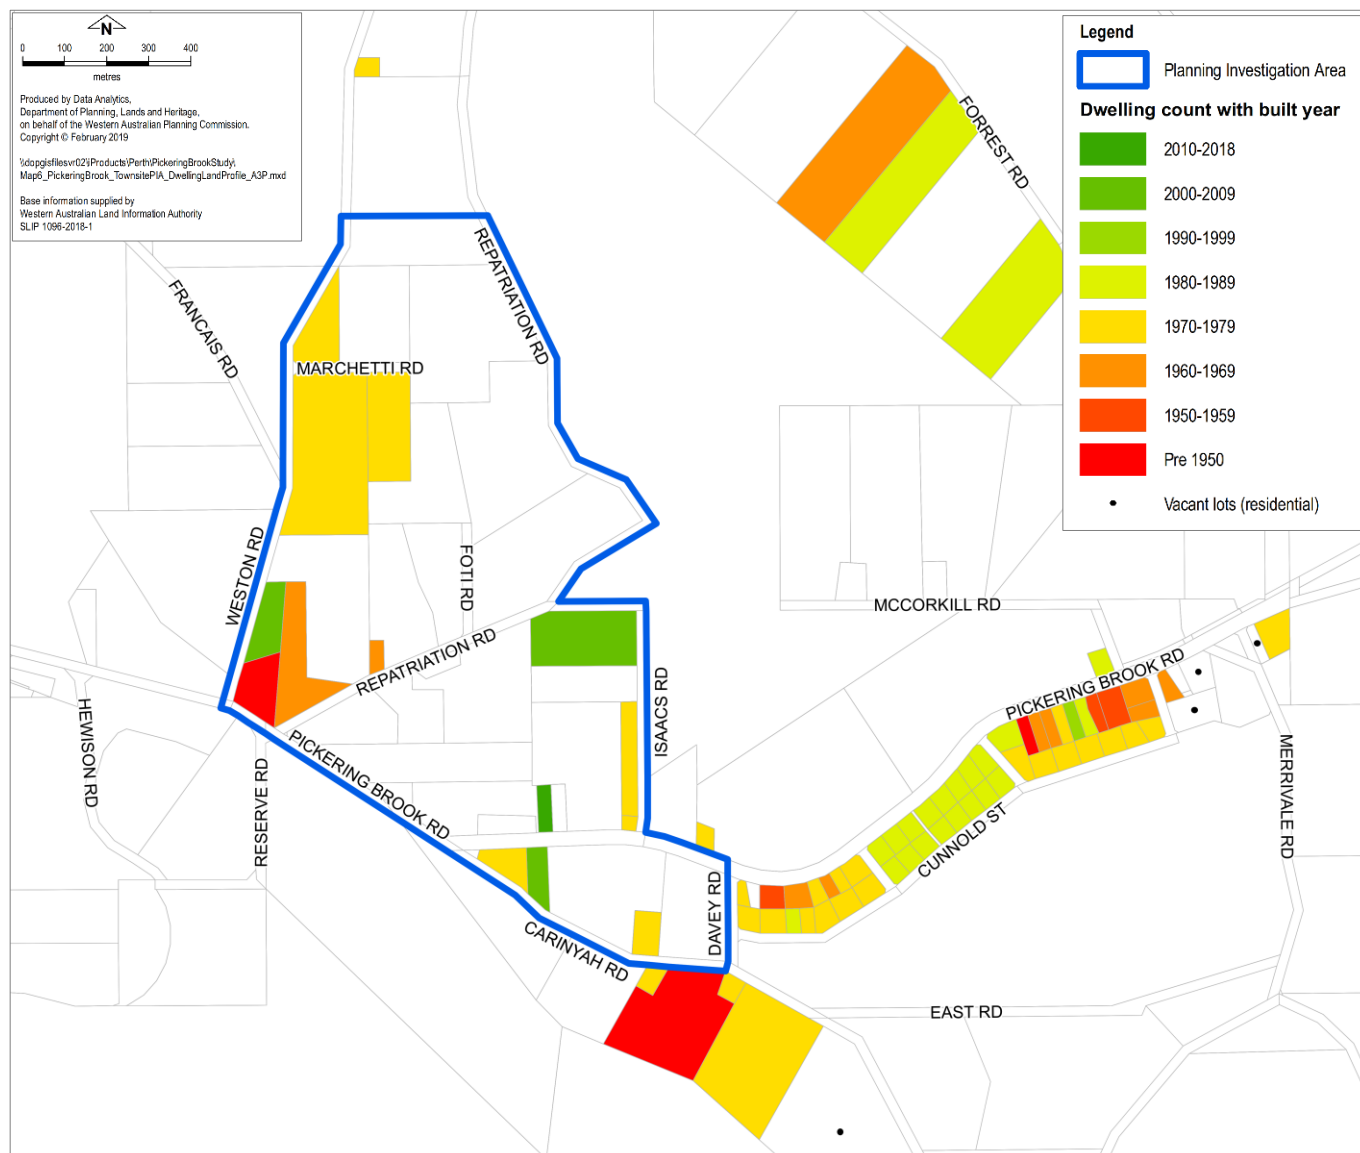 N
0 100 200 300 400
metres
Produced by Data Analytics,
Department of Planning, Lands and Heritage,
on behalf of the Western Australian Planning Commission.
Copyright © February 2019
Map6_PickeringBrook_TownsitePIA_DwellingLandProfile_A3P.mxd
Base information supplied by
Western Australian Land Information Authority
SLIP 1096-2018-1
Legend
Planning Investigation Area
Dwelling count with built year
2010-2018
2000-2009
1990-1999
1980-1989
1970-1979
1960-1969
1950-1959
Pre 1950
Vacant lots (residential)
FORREST RD
REPATRIATION RD
FRANCAIS RD
MARCHETTI RD
WESTON RD
FOTI RD
MCCORKILL RD
REPATRIATION RD
PICKERING BROOK RD
ISAACS RD
HEWISON RD
RESERVE RD
PICKERING BROOK RD
MERRIVALE RD
CUNNOLD ST
DAVEY RD
CARINYAH RD
EAST RD